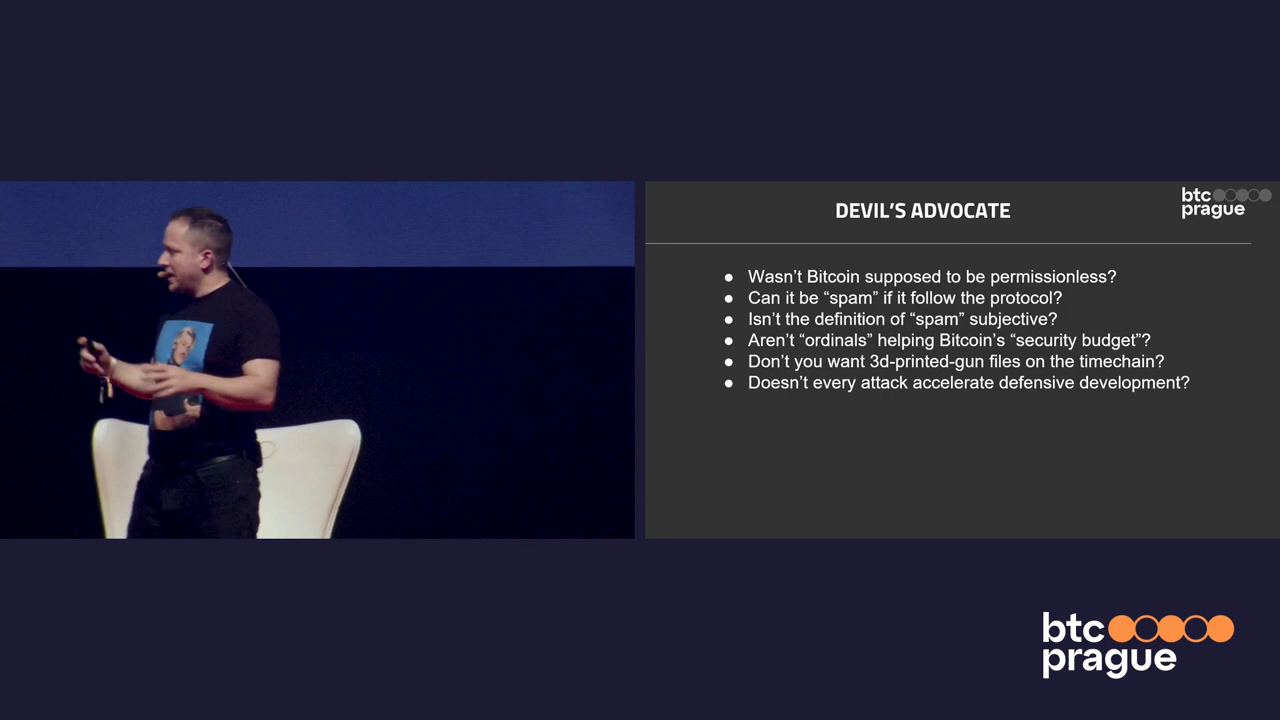 DEVIL’S ADVOCATE
btc
prague
● Wasn’t Bitcoin supposed to be permissionless?
● Can it be “spam” if it follow the protocol?
● Isn’t the definition of “spam” subjective?
● Aren’t “ordinals” helping Bitcoin’s “security budget”?
● Don’t you want 3d-printed-gun files on the timechain?
● Doesn’t every attack accelerate defensive development?
btc
prague